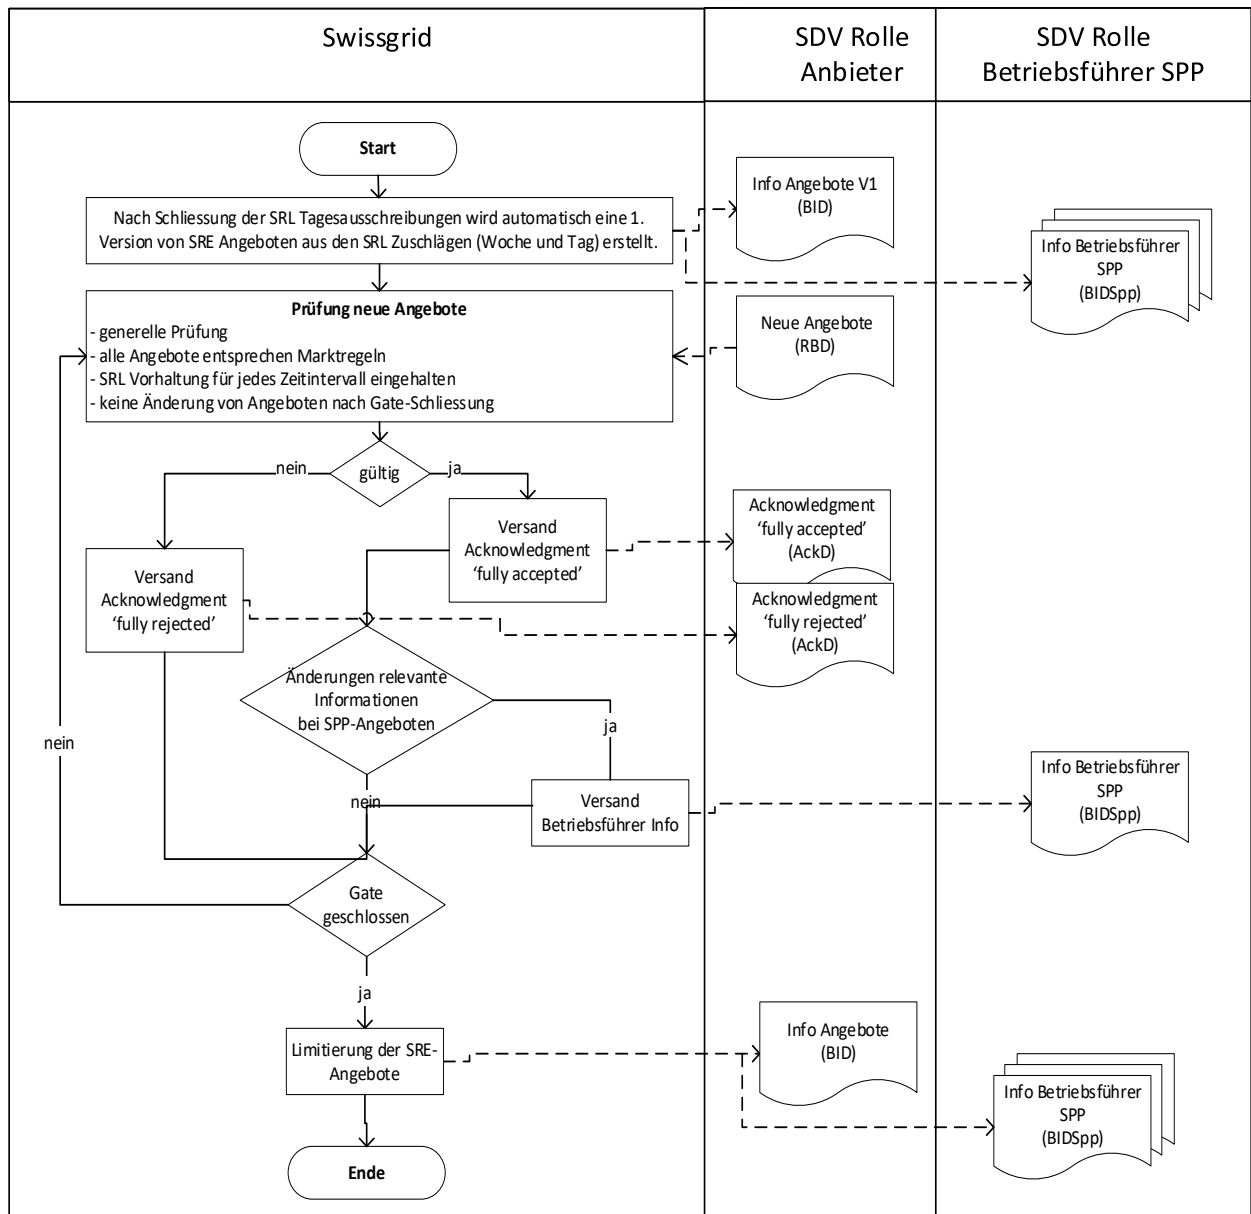 Swissgrid
SDV Rolle
Anbieter
SDV Rolle
Betriebsführer SPP
Start
Nach Schliessung der SRL Tagesausschreibungen wird automatisch eine 1.
Version von SRE Angeboten aus den SRL Zuschlägen (Woche und Tag) erstellt.
Info Angebote V1
(BID)
Info Betriebsführer
SPP
(BIDSpp)
Prüfung neue Angebote
- generelle Prüfung
- alle Angebote entsprechen Marktregeln
- SRL Vorhaltung für jedes Zeitintervall eingehalten
- keine Änderung von Angeboten nach Gate-Schliessung
Neue Angebote
(RBD)
nein
gültig
ja
Versand
Acknowledgment
‘fully accepted’
Acknowledgment
‘fully accepted’
(AckD)
Versand
Acknowledgment
‘fully rejected’
Acknowledgment
‘fully rejected’
(AckD)
Änderungen relevante
Informationen
bei SPP-Angeboten
ja
nein
nein
Versand
Betriebsführer Info
Info Betriebsführer
SPP
(BIDSpp)
Gate
geschlossen
ja
Limitierung der SRE-
Angebote
Info Angebote
(BID)
Info Betriebsführer
SPP
(BIDSpp)
Ende